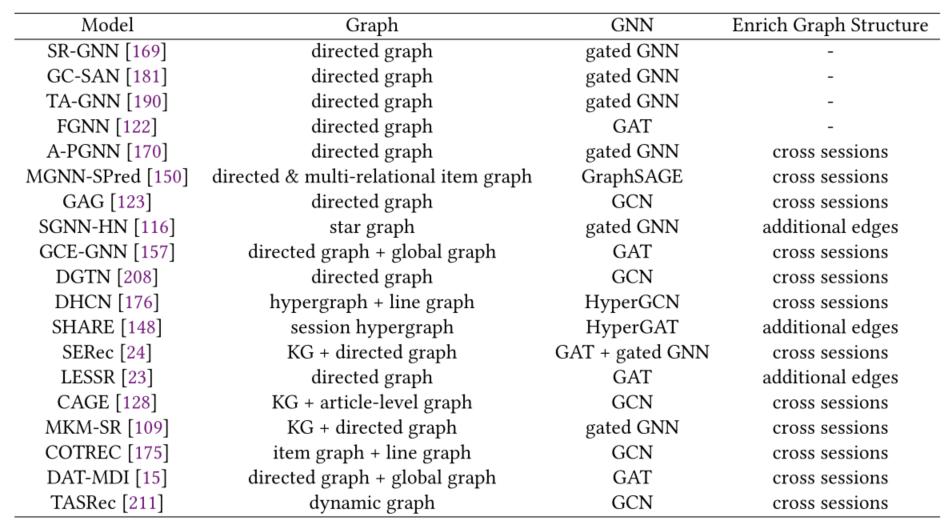 Model Graph GNN Enrich Graph Structure
SR-GNN [169] directed graph gated GNN -
GC-SAN [181] directed graph gated GNN -
TA-GNN [190] directed graph gated GNN -
FGNN [122] directed graph GAT -
A-PGNN [170] directed graph gated GNN cross sessions
MGNN-SPred [150] directed & multi-relational item graph GraphSAGE cross sessions
GAG [123] directed graph GCN cross sessions
SGNN-HN [116] star graph gated GNN additional edges
GCE-GNN [157] directed graph + global graph GAT cross sessions
DGTN [208] directed graph GCN cross sessions
DHCN [176] hypergraph + line graph HyperGCN cross sessions
SHARE [148] session hypergraph HyperGAT additional edges
SERec [24] KG + directed graph GAT + gated GNN cross sessions
LESSR [23] directed graph GAT additional edges
CAGE [128] KG + article-level graph GCN cross sessions
MKM-SR [109] KG + directed graph gated GNN cross sessions
COTREC [175] item graph + line graph GCN cross sessions
DAT-MDI [15] directed graph + global graph GAT cross sessions
TASRec [211] dynamic graph GCN cross sessions